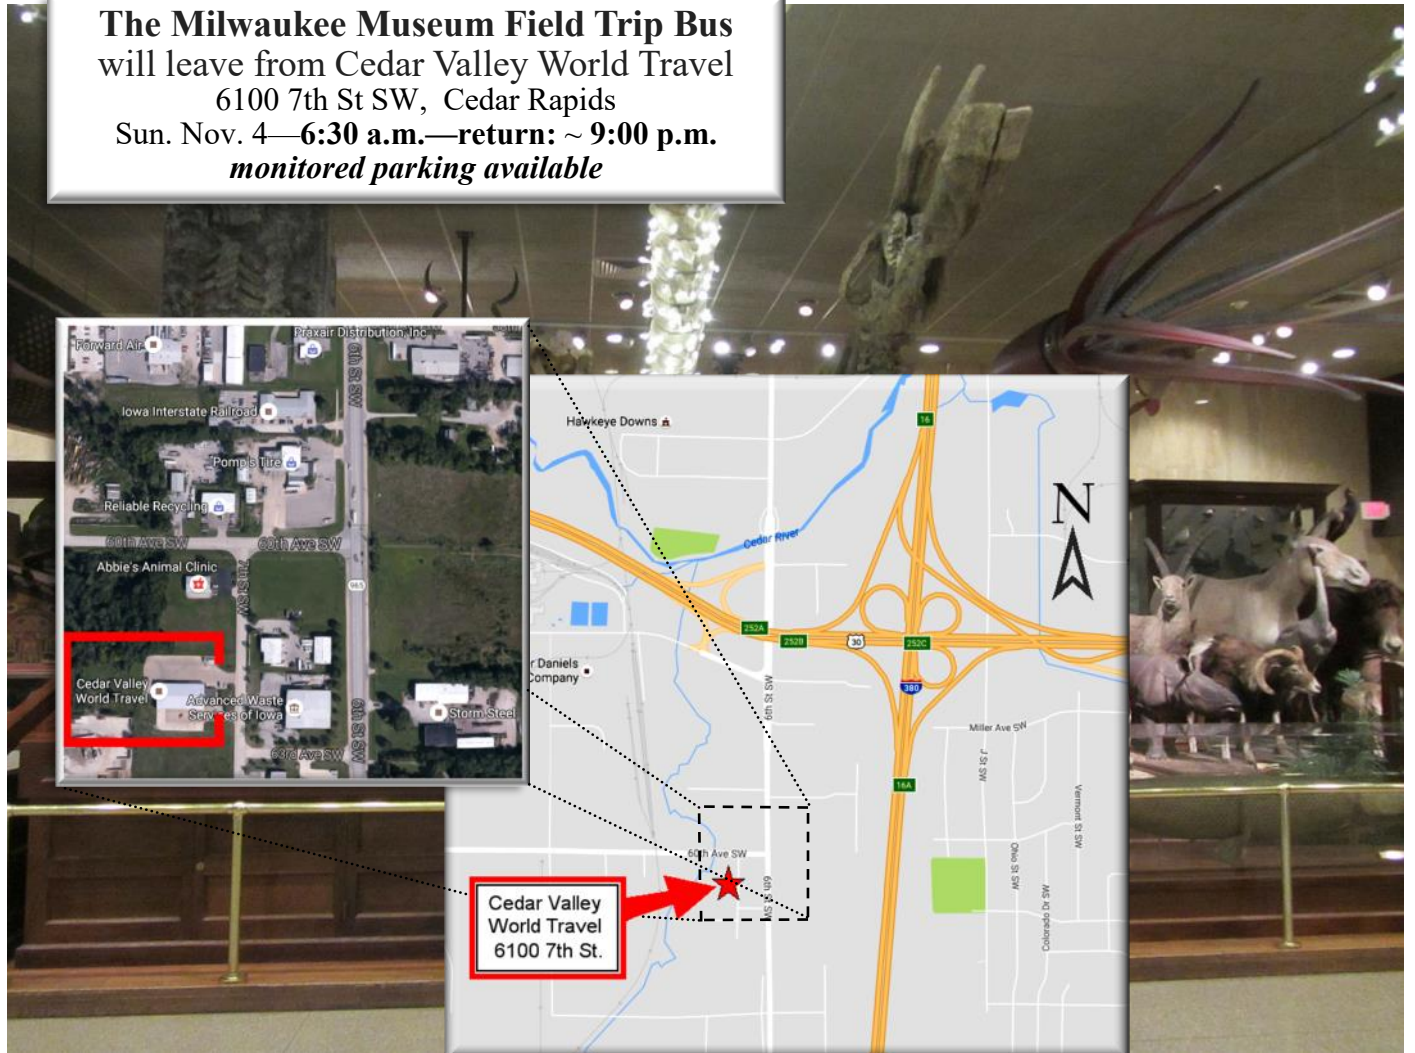 The Milwaukee Museum Field Trip Bus
will leave from Cedar Valley World Travel
6100 7th St SW,  Cedar Rapids
Sun. Nov. 4—6:30 a.m.—return: ~ 9:00 p.m.
monitored parking available
Praxair Distribution, Inc
Forward Air
6th St SW
Iowa Interstate Railroad
Pomp's Tire
Reliable Recycling
60th Ave SW
60th Ave SW
Abbie's Animal Clinic
7th St SW
965
Cedar Valley
World Travel
Advanced Waste
Services of Iowa
Storm Steel
63rd Ave SW
6th St SW
Hawkeye Downs
16
N
Cedar River
252A
252B
30
252C
r Daniels
Company
380
6th St SW
Miller Ave SW
J St SW
16A
Vermont St SW
60th Ave SW
Ohio St SW
6th St SW
Colorado Dr SW
Cedar Valley
World Travel
6100 7th St.